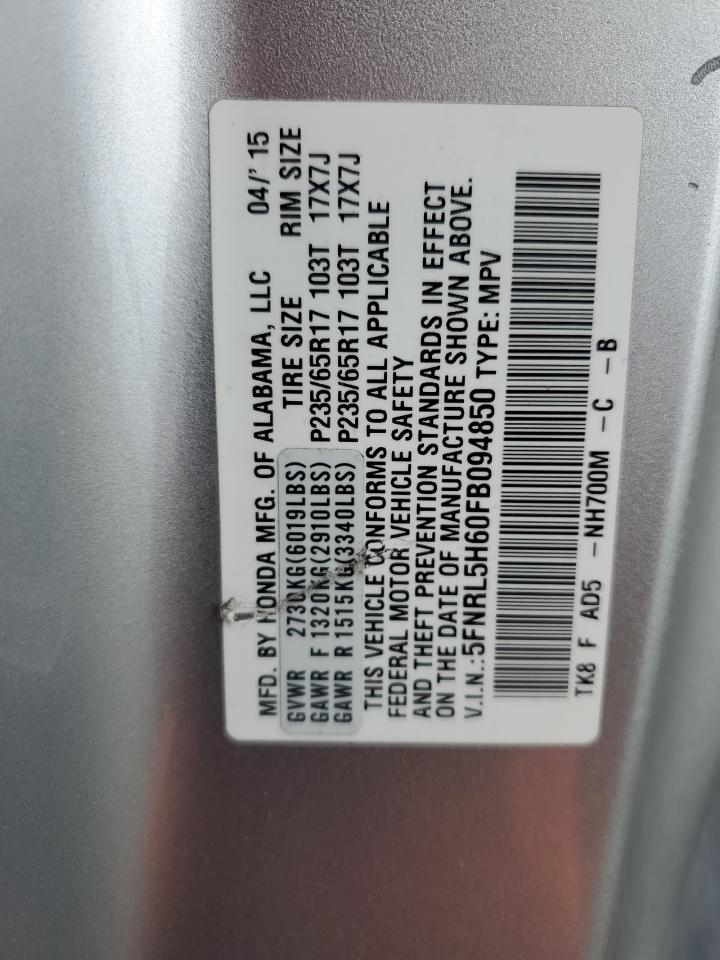 MFD. BY HONDA MFG. OF ALABAMA, LLC 04/'15
GVWR 2730KG(6019LBS) TIRE SIZE RIM SIZE
GAWR F 1320KG(2910LBS) P235/65R17 103T 17X7J
GAWR R 1515KG(3340LBS) P235/65R17 103T 17X7J
THIS VEHICLE CONFORMS TO ALL APPLICABLE
FEDERAL MOTOR VEHICLE SAFETY
AND THEFT PREVENTION STANDARDS IN EFFECT
ON THE DATE OF MANUFACTURE SHOWN ABOVE.
V.I.N.:5FNRL5H60FB094850 TYPE: MPV
TK8 F AD5 -NH700M -C -B